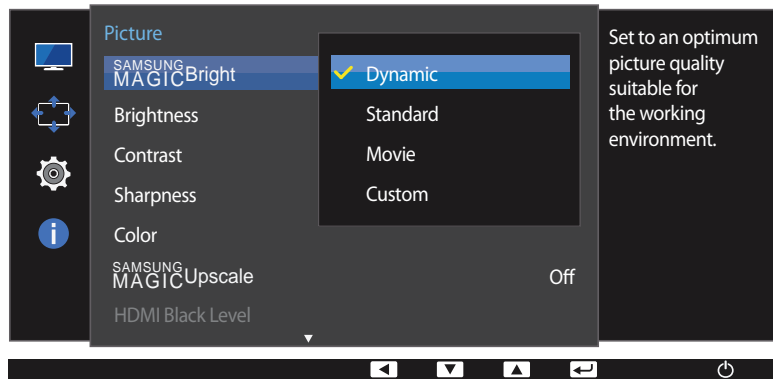 Picture
SAMSUNG
MAGICBright
Brightness
Contrast
Sharpness
Color
SAMSUNG
MAGICUpscale
Off
HDMI Black Level
Dynamic
Standard
Movie
Custom
Set to an optimum
picture quality
suitable for
the working
environment.